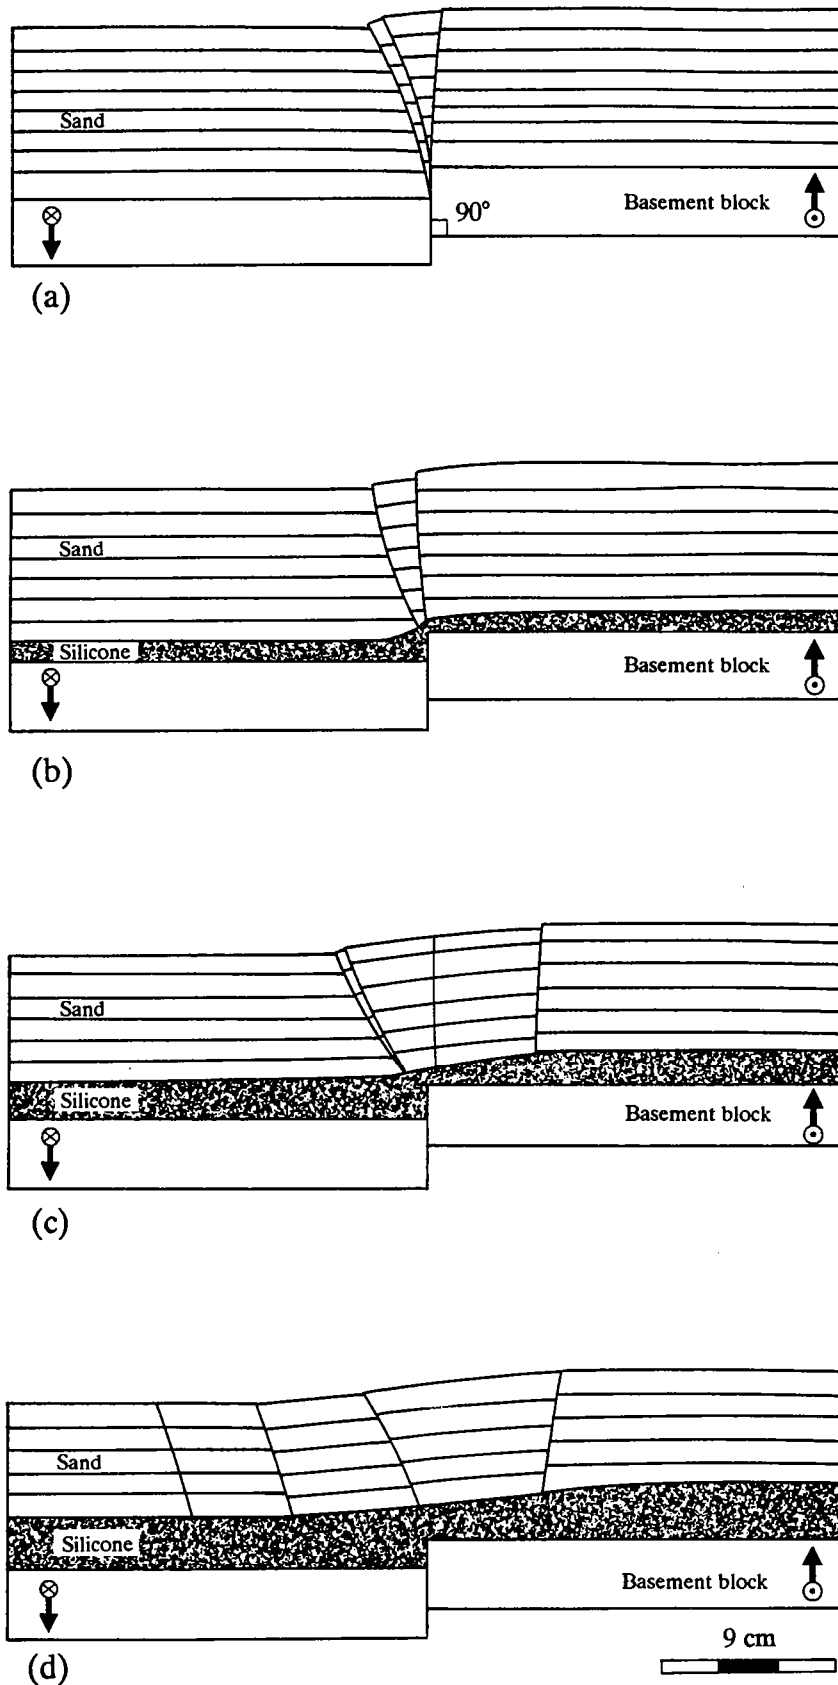 Sand
90°
Basement block
(a)
Sand
Silicone
Basement block
(b)
Sand
Silicone
Basement block
(c)
Sand
Silicone
Basement block
9 cm
(d)